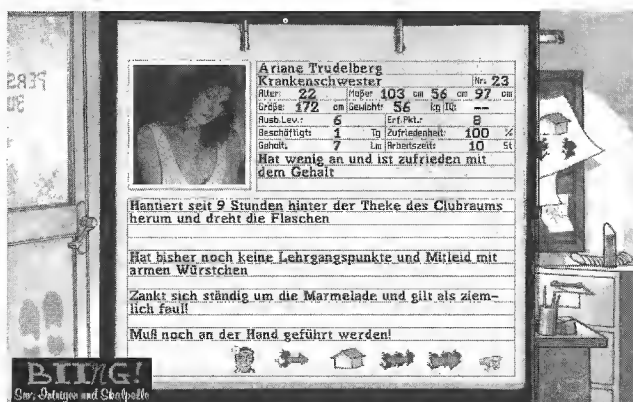 Ariane Trudelberg
Krankenschwester Nr. 23
Alter: 22 Maße: 103 cm 56 cm 97 cm
Größe: 172 cm Gewicht: 56 kg IQ: --
Ausb.Lev.: 6 Erf.Pkt.: 8
Beschäftigt: 1 Tg Zufriedenheit: 100 %
Gehalt: 7 Lm Arbeitszeit: 10 St
Hat wenig an und ist zufrieden mit
dem Gehalt
Hantiert seit 9 Stunden hinter der Theke des Clubraums
herum und dreht die Flaschen
Hat bisher noch keine Lehrgangspunkte und Mitleid mit
armen Würstchen
Zankt sich ständig um die Marmelade und gilt als ziem-
lich faul!
Muß noch an der Hand geführt werden!
BIING!
Sex, Intrigen und Skalpelle